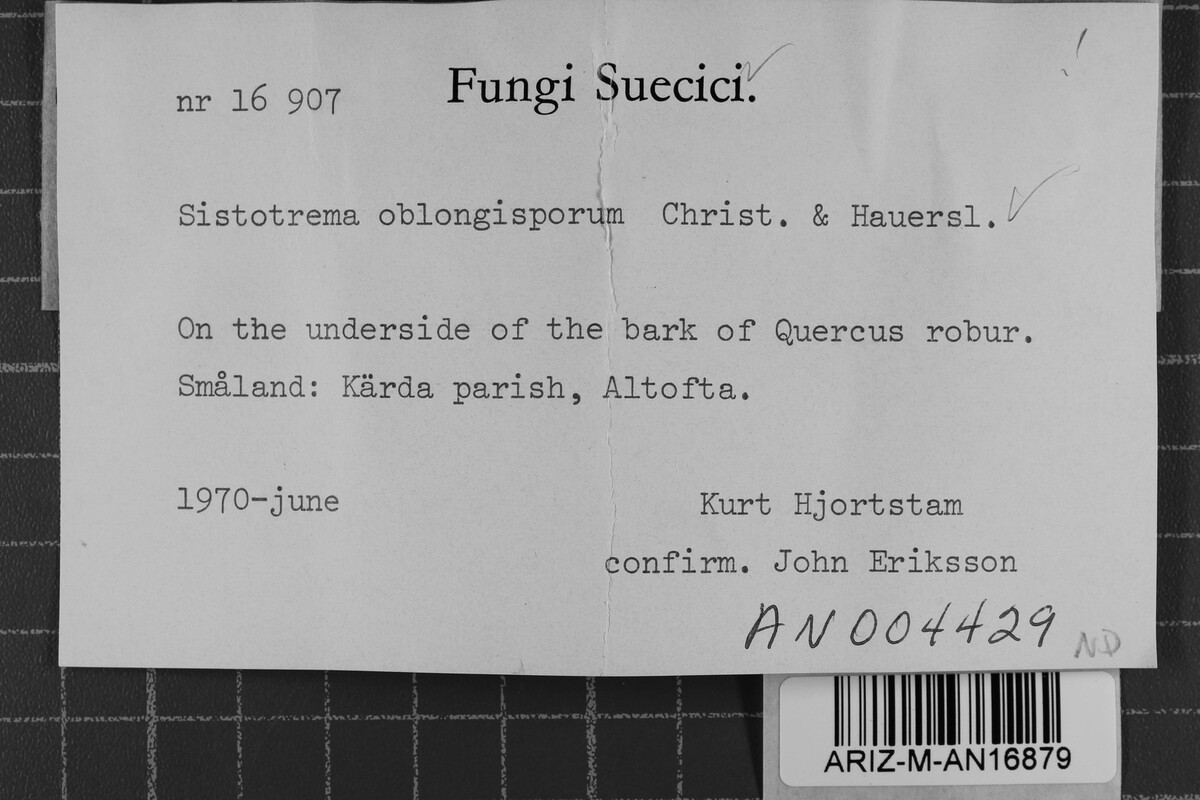 nr 16 907 Fungi Suecici.
Sistotrema oblongisporum Christ. & Hauersl.
On the underside of the bark of Quercus robur.
Småland: Kärda parish, Altofta.
1970-june Kurt Hjortstam
confirm. John Eriksson
AN004429
ND
ARIZ-M-AN16879